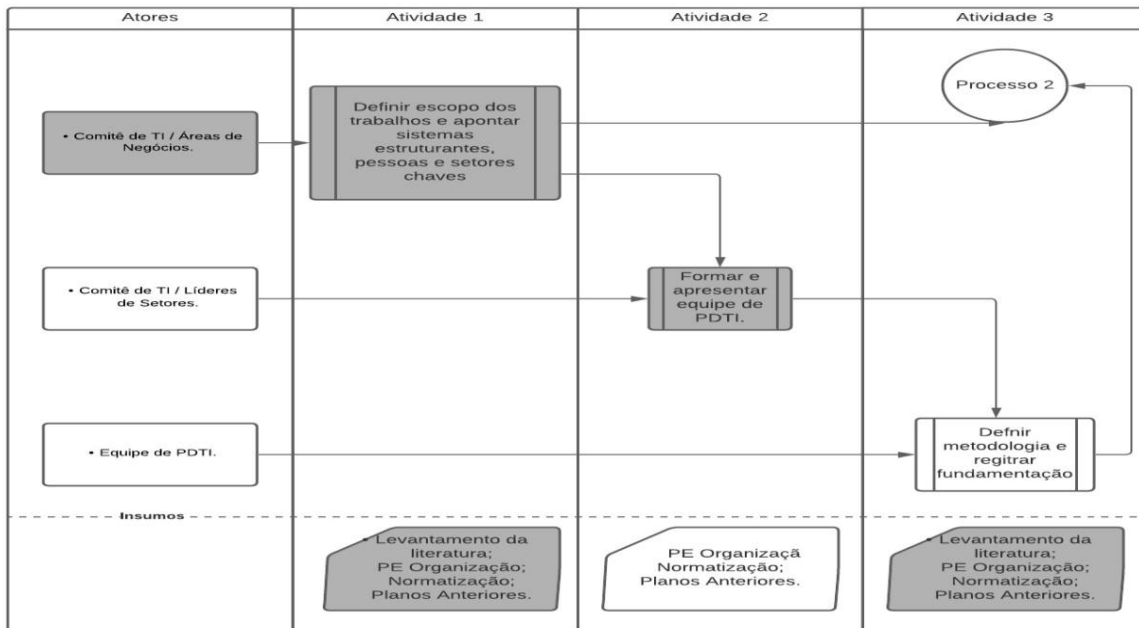 Atores
Atividade 1
Atividade 2
Atividade 3
Processo 2
• Comitê de TI / Áreas de
Negócios.
Definir escopo dos
trabalhos e apontar
sistemas
estruturantes,
pessoas e setores
chaves
• Comitê de TI / Líderes
de Setores.
Formar e
apresentar
equipe de
PDTI.
• Equipe de PDTI.
Defnir
metodologia e
regitrar
fundamentação
Insumos
• Levantamento da
literatura;
PE Organização;
Normatização;
Planos Anteriores.
PE Organizaçã
Normatização;
Planos Anteriores.
• Levantamento da
literatura;
PE Organização;
Normatização;
Planos Anteriores.